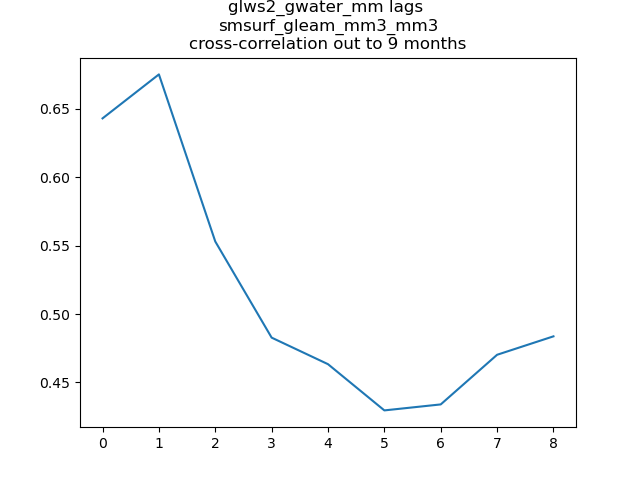 glws2_gwater_mm lags
smsurf_gleam_mm3_mm3
cross-correlation out to 9 months
0.65
0.60
0.55
0.50
0.45
0 1 2 3 4 5 6 7 8